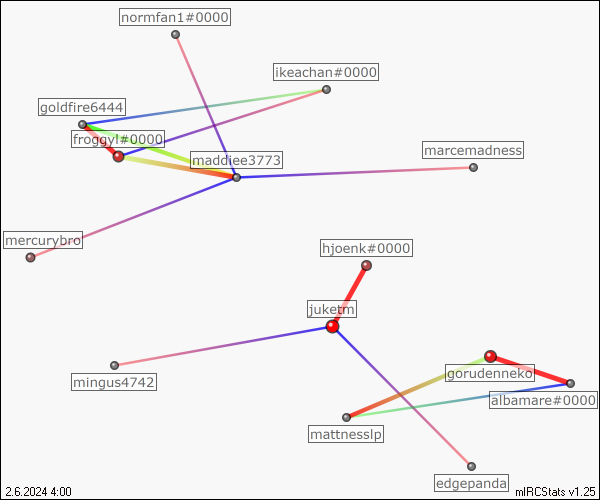 normfan1#0000
ikeachan#0000
goldfire6444
froggyl#0000
maddiee3773
marcemadness
mercurybro
hjoenk#0000
juketm
gorudenneko
mingus4742
albamare#0000
mattnesslp
edgepanda
2.6.2024 4:00
mIRCStats v1.25